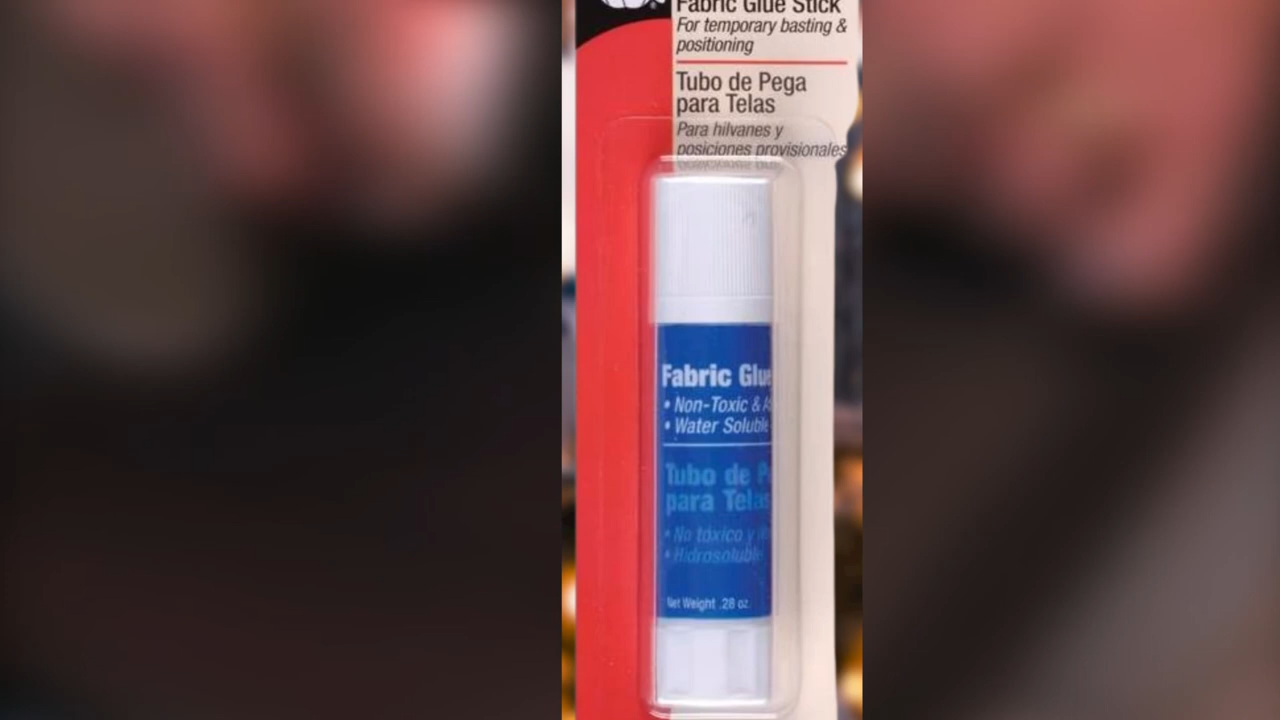 Fabric Glue Stick
For temporary basting &
positioning
Tubo de Pega
para Telas
Para hilvanes y
posiciones provisionales
Fabric Glue
• Non-Toxic &
• Water Soluble
Tubo de
para Telas
• No tóxico y
• Hidrosoluble
Net Weight .28 oz.